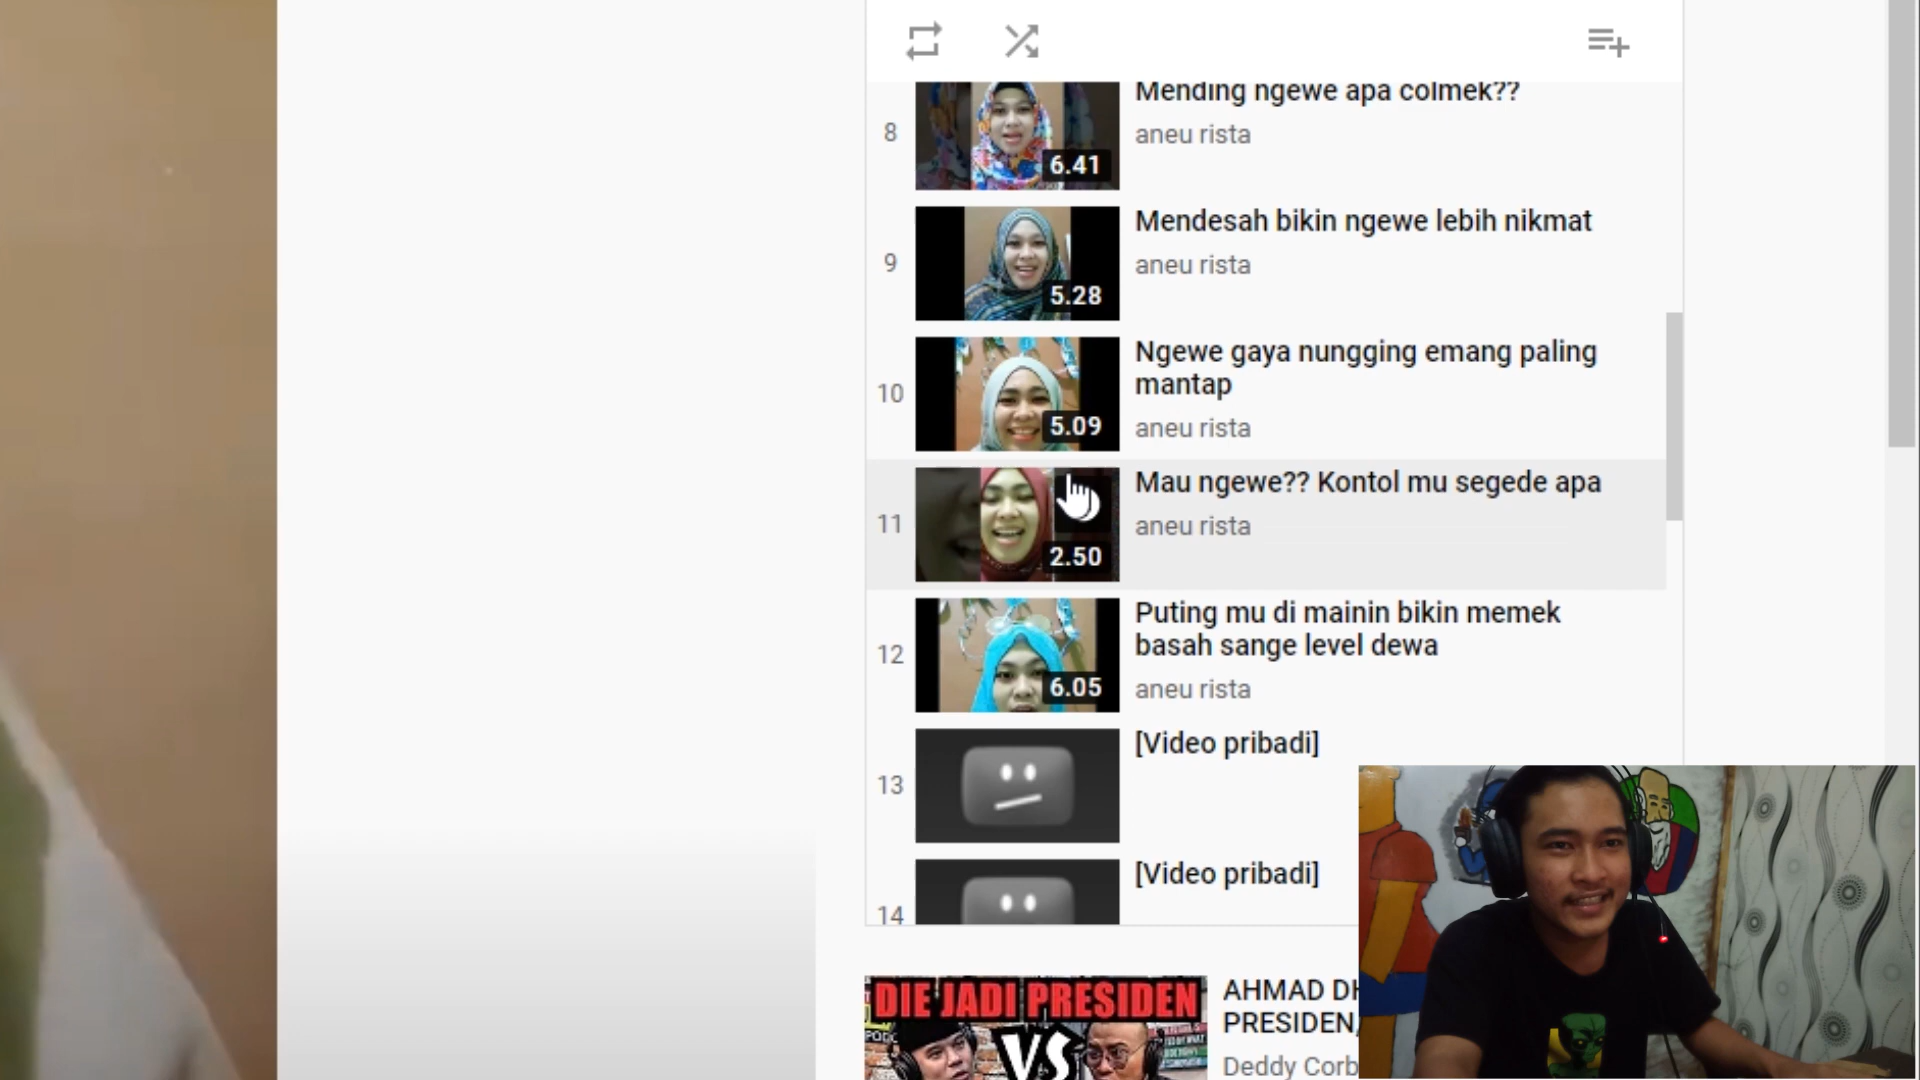 Mending ngewe apa colmek??
8
aneu rista
6.41
Mendesah bikin ngewe lebih nikmat
9
aneu rista
5.28
Ngewe gaya nungging emang paling
mantap
10
aneu rista
5.09
Mau ngewe?? Kontol mu segede apa
11
aneu rista
2.50
Puting mu di mainin bikin memek
basah sange level dewa
12
aneu rista
6.05
[Video pribadi]
13
[Video pribadi]
14
DIE JADI PRESIDEN
VS
AHMAD
PRESIDEN,
Deddy Corb